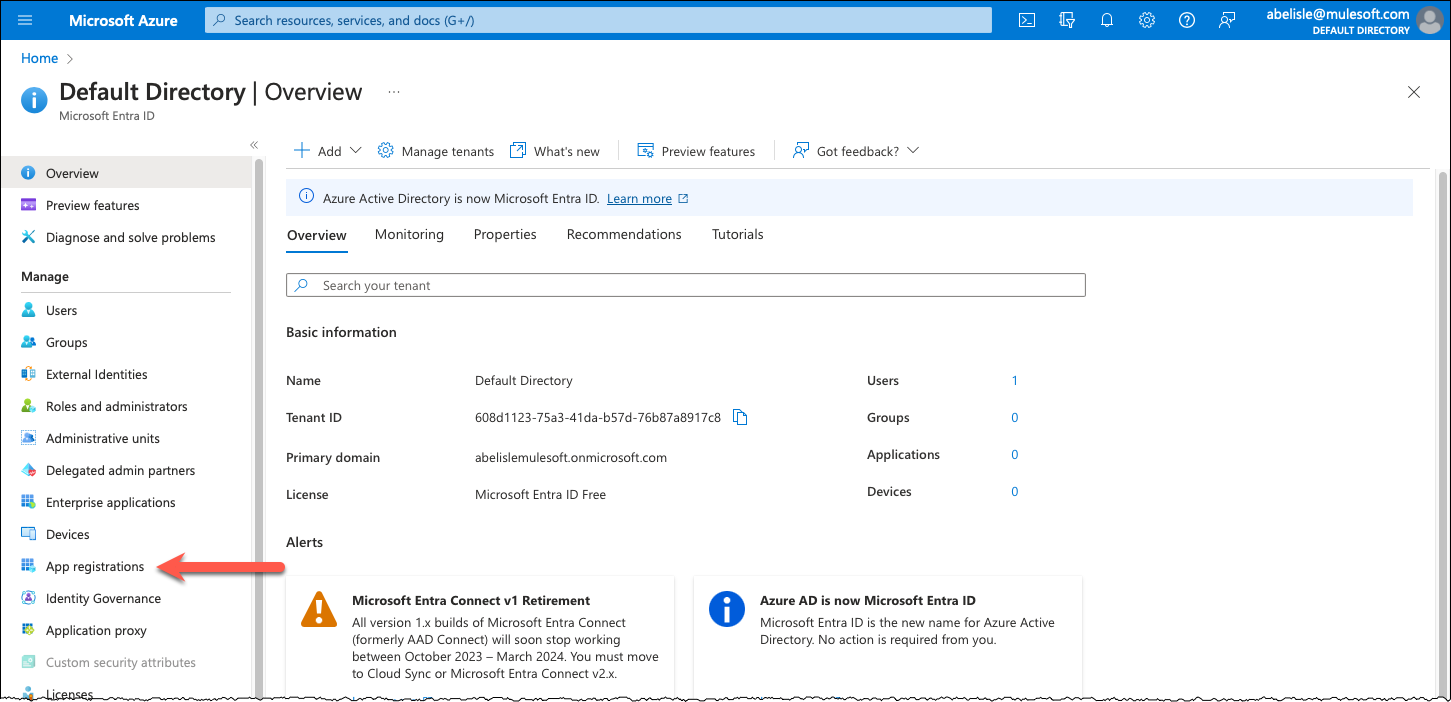 Microsoft Azure
Search resources, services, and docs (G+/)
abelisle@mulesoft.com
DEFAULT DIRECTORY
Home
Default Directory | Overview ...
Microsoft Entra ID
Overview
Preview features
Diagnose and solve problems
Manage
Users
Groups
External Identities
Roles and administrators
Administrative units
Delegated admin partners
Enterprise applications
Devices
App registrations
Identity Governance
Application proxy
Custom security attributes
Licenses
Add
Manage tenants
What's new
Preview features
Got feedback?
Azure Active Directory is now Microsoft Entra ID. Learn more
Overview
Monitoring
Properties
Recommendations
Tutorials
Search your tenant
Basic information
Name Default Directory
Tenant ID 608d1123-75a3-41da-b57d-76b87a8917c8
Primary domain abelislemulesoft.onmicrosoft.com
License Microsoft Entra ID Free
Users 1
Groups 0
Applications 0
Devices 0
Alerts
Microsoft Entra Connect v1 Retirement
All version 1.x builds of Microsoft Entra Connect
(formerly AAD Connect) will soon stop working
between October 2023 – March 2024. You must move
to Cloud Sync or Microsoft Entra Connect v2.x.
Azure AD is now Microsoft Entra ID
Microsoft Entra ID is the new name for Azure Active
Directory. No action is required from you.